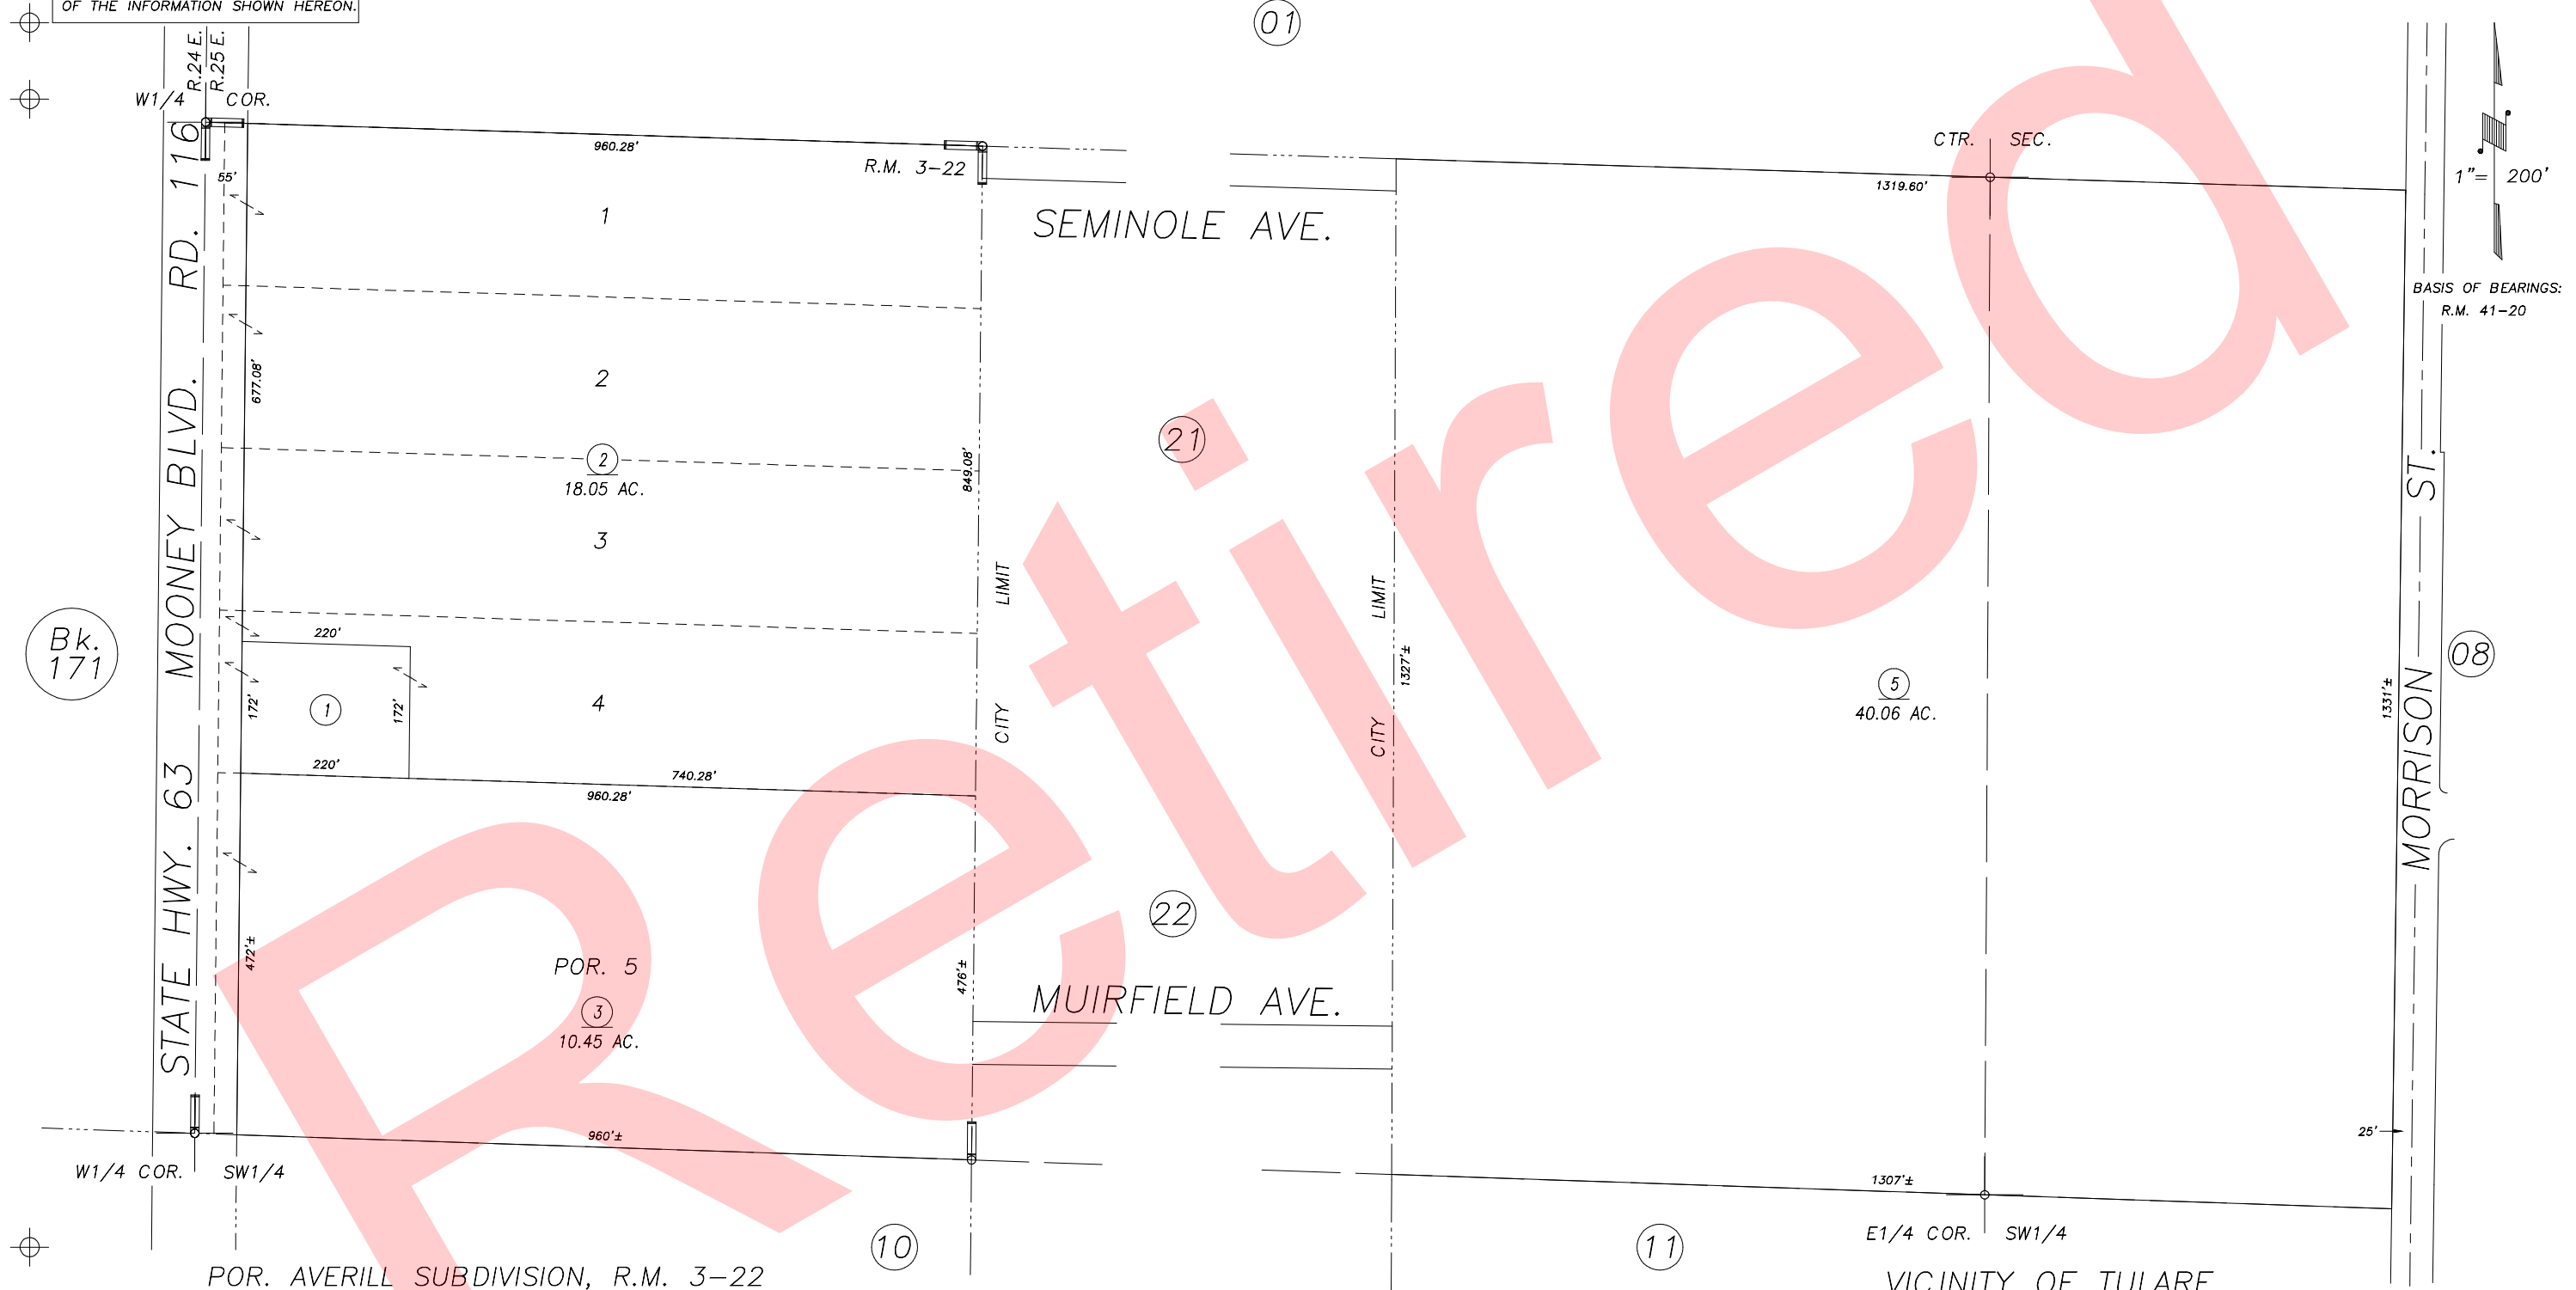 OF THE INFORMATION SHOWN HEREON.
01
R.24E.
R.25E.
W1/4 COR.
960.28'
R.M. 3-22
CTR. SEC.
1319.60'
1"= 200'
55'
1
SEMINOLE AVE.
BASIS OF BEARINGS:
R.M. 41-20
677.08'
2
849.08'
21
2
18.05 AC.
3
CITY LIMIT
CITY LIMIT
1327'±
STATE HWY. 63 MOONEY BLVD. RD. 116
Bk.
171
220'
172'
1
172'
4
5
40.06 AC.
1331'±
MORRISON ST.
08
220'
740.28'
960.28'
472'±
POR. 5
3
10.45 AC.
476'±
22
MUIRFIELD AVE.
25'
960'±
W1/4 COR. SW1/4
1307'±
E1/4 COR. SW1/4
10
11
POR. AVERILL SUBDIVISION, R.M. 3-22
VICINITY OF TULARE
Retired